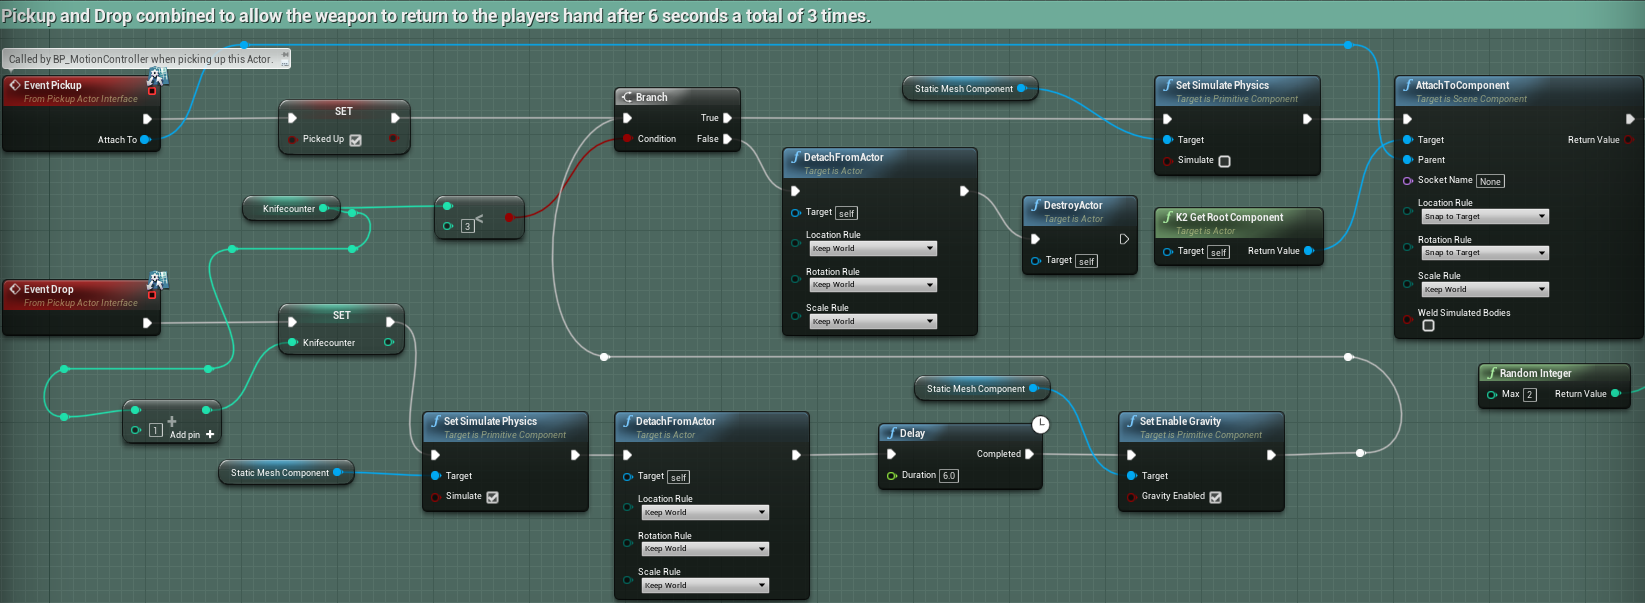 Pickup and Drop combined to allow the weapon to return to the players hand after 6 seconds a total of 3 times.
Called by BP_MotionController when picking up this Actor.
Event Pickup
From Pickup Actor Interface
Attach To
SET
Picked Up
Branch
True
Condition
False
Static Mesh Component
Set Simulate Physics
Target is Primitive Component
Target
Simulate
AttachToComponent
Target is Scene Component
Target
Return Value
Parent
Socket Name
None
Location Rule
Snap to Target
Rotation Rule
Snap to Target
Scale Rule
Keep World
Weld Simulated Bodies
DetachFromActor
Target is Actor
Target
self
Location Rule
Keep World
Rotation Rule
Keep World
Scale Rule
Keep World
DestroyActor
Target is Actor
Target
self
K2 Get Root Component
Target is Actor
Target
self
Return Value
Knifecounter
3
<
Event Drop
From Pickup Actor Interface
SET
Knifecounter
1
+
Add pin +
Static Mesh Component
Set Simulate Physics
Target is Primitive Component
Target
Simulate
DetachFromActor
Target is Actor
Target
self
Location Rule
Keep World
Rotation Rule
Keep World
Scale Rule
Keep World
Delay
Completed
Duration
6.0
Static Mesh Component
Set Enable Gravity
Target is Primitive Component
Target
Gravity Enabled
Random Integer
Max
2
Return Value